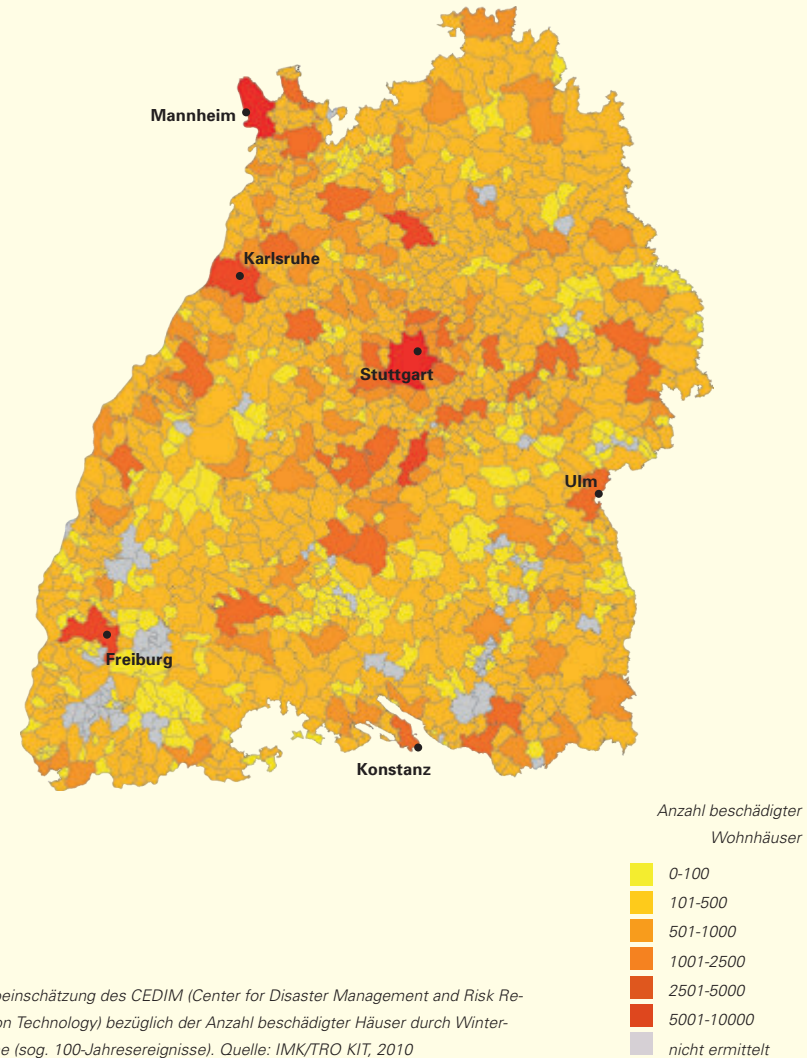 Mannheim
Karlsruhe
Stuttgart
Ulm
Freiburg
Konstanz
Anzahl beschädigter
Wohnhäuser
0-100
101-500
501-1000
1001-2500
2501-5000
5001-10000
nicht ermittelt
einschätzung des CEDIM (Center for Disaster Management and Risk Re-
on Technology) bezüglich der Anzahl beschädigter Häuser durch Winter-
e (sog. 100-Jahresereignisse). Quelle: IMK/TRO KIT, 2010